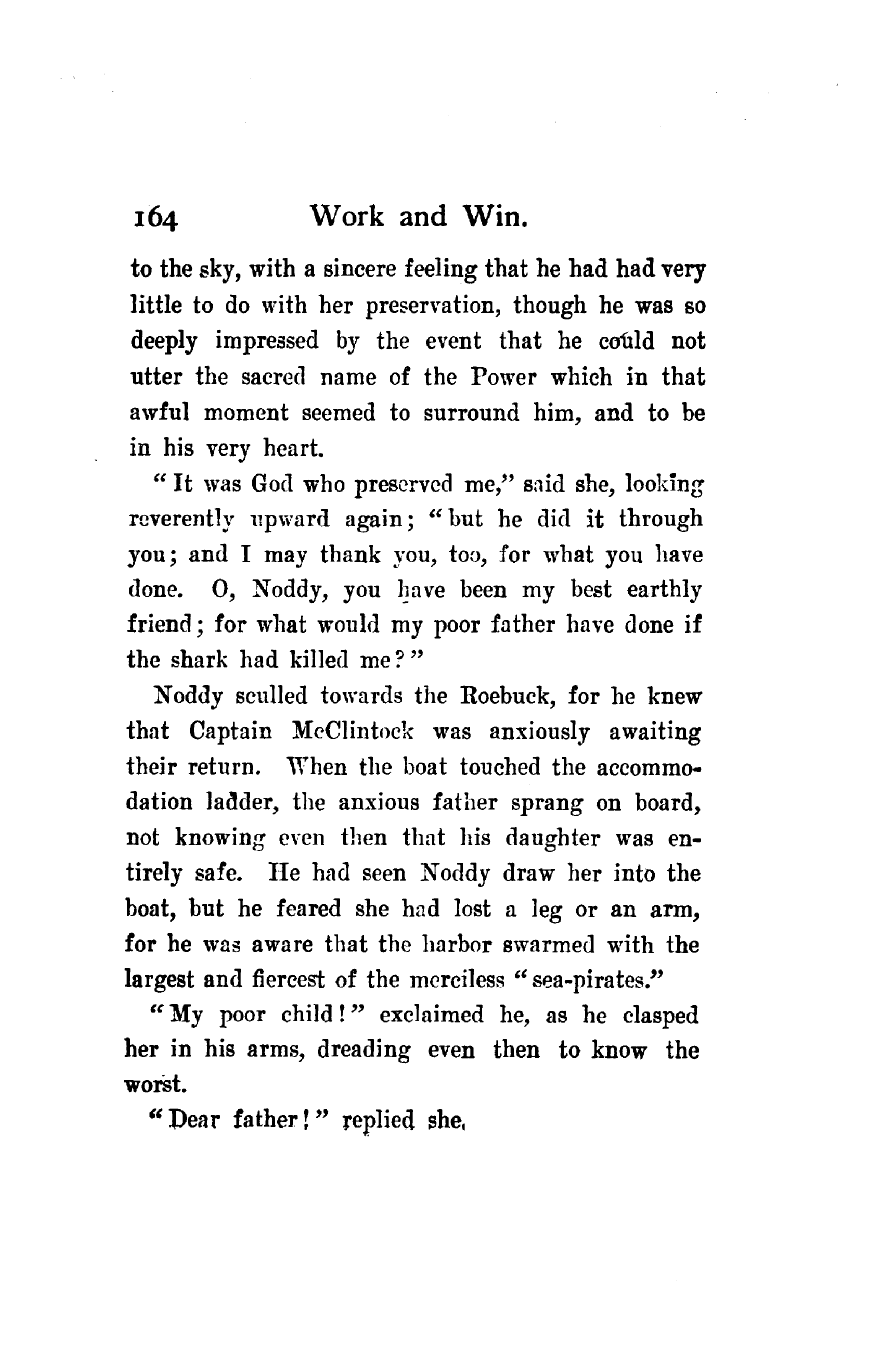 164 Work and Win.
to the sky, with a sincere feeling that he had had very
little to do with her preservation, though he was so
deeply impressed by the event that he could not
utter the sacred name of the Power which in that
awful moment seemed to surround him, and to be
in his very heart.
“It was God who preserved me,” said she, looking
reverently upward again; “but he did it through
you; and I may thank you, too, for what you have
done. O, Noddy, you have been my best earthly
friend; for what would my poor father have done if
the shark had killed me?”
Noddy sculled towards the Roebuck, for he knew
that Captain McClintock was anxiously awaiting
their return. When the boat touched the accommo-
dation ladder, the anxious father sprang on board,
not knowing even then that his daughter was en-
tirely safe. He had seen Noddy draw her into the
boat, but he feared she had lost a leg or an arm,
for he was aware that the harbor swarmed with the
largest and fiercest of the merciless “sea-pirates.”
“My poor child!” exclaimed he, as he clasped
her in his arms, dreading even then to know the
worst.
“Dear father!” replied she.